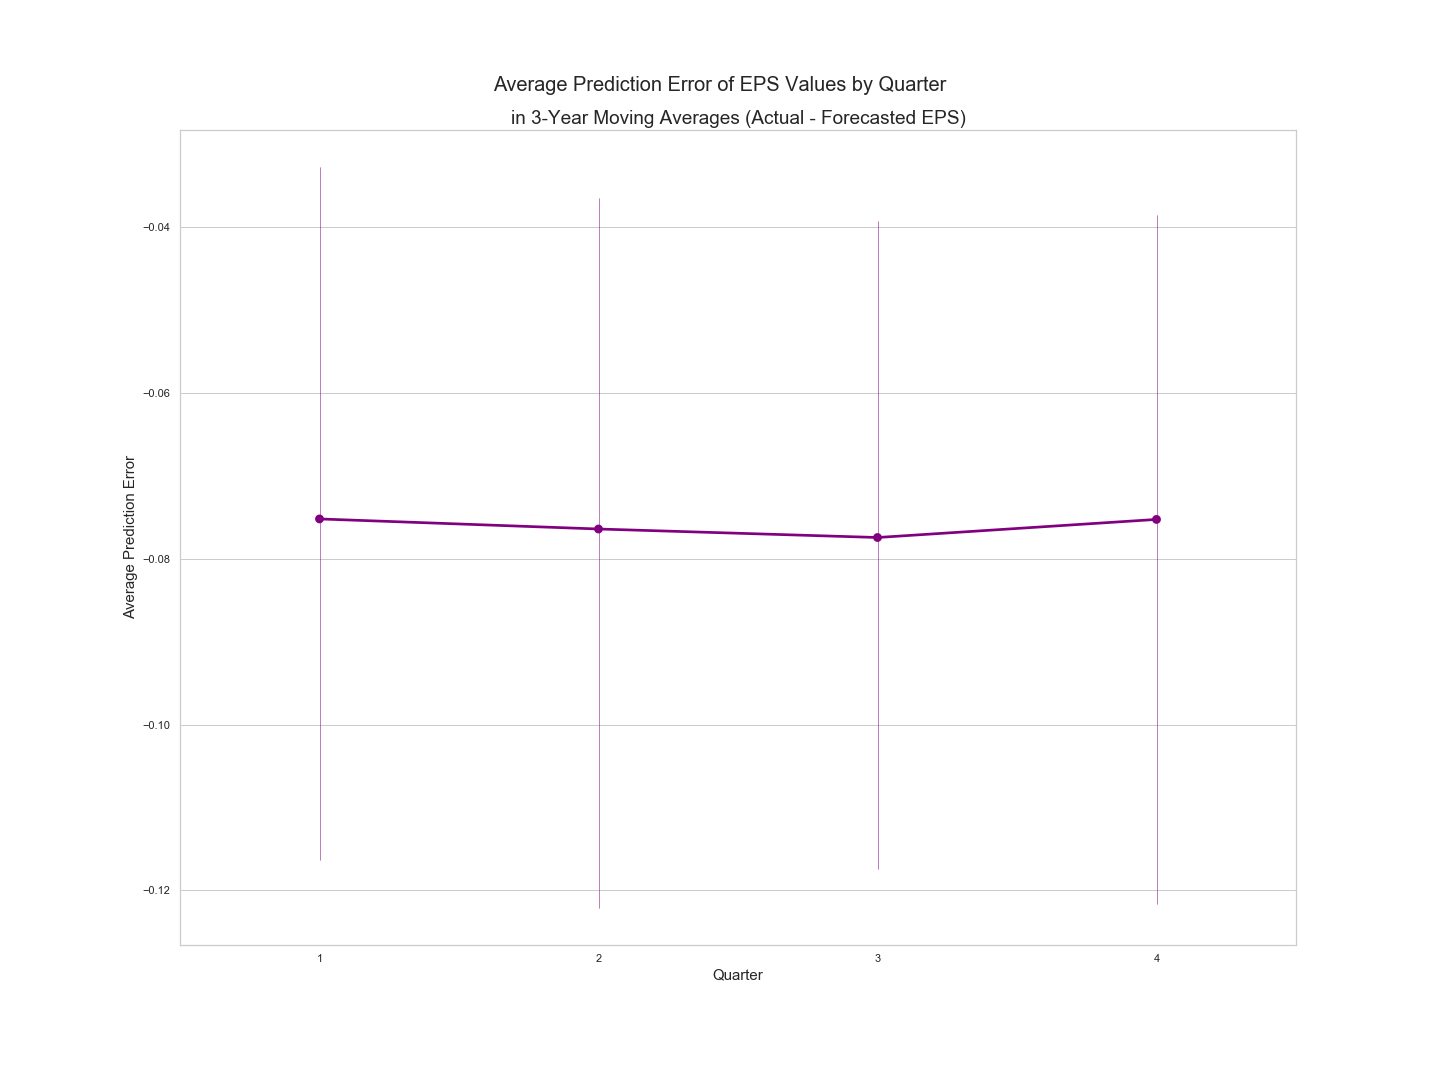 Average Prediction Error of EPS Values by Quarter
in 3-Year Moving Averages (Actual - Forecasted EPS)
−0.04
−0.06
−0.08
−0.10
−0.12
Average Prediction Error
1 2 3 4
Quarter